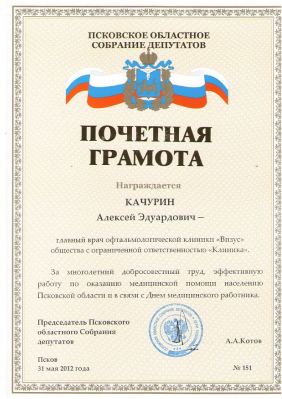 ПСКОВСКОЕ ОБЛАСТНОЕ
СОБРАНИЕ ДЕПУТАТОВ
ПОЧЕТНАЯ
ГРАМОТА
Награждается
КАЧУРИН
Алексей Эдуардович –
главный врач офтальмологической клиники «Визус»
общества с ограниченной ответственностью «Клиника».
За многолетний добросовестный труд, эффективную
работу по оказанию медицинской помощи населению
Псковской области и в связи с Днем медицинского работника.
Председатель Псковского
областного Собрания
депутатов
А.А.Котов
Псков
31 мая 2012 года
№ 151